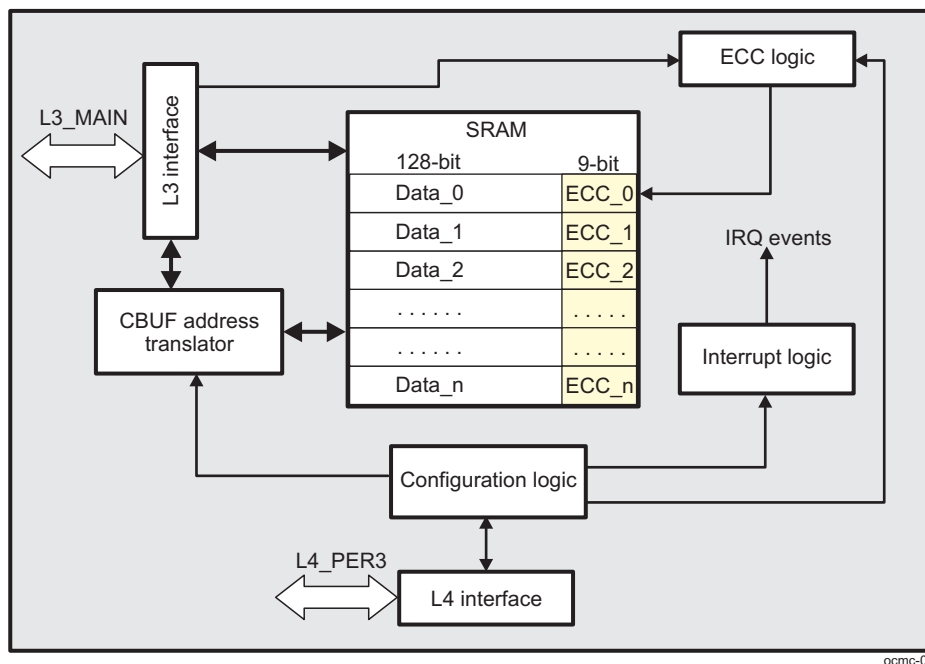 ECC logic
L3_MAIN
L3 interface
SRAM
128-bit 9-bit
Data_0 ECC_0
Data_1 ECC_1
Data_2 ECC_2
. . . . . . . . . . .
. . . . . . . . . . .
Data_n ECC_n
IRQ events
CBUF address
translator
Interrupt logic
Configuration logic
L4_PER3
L4 interface